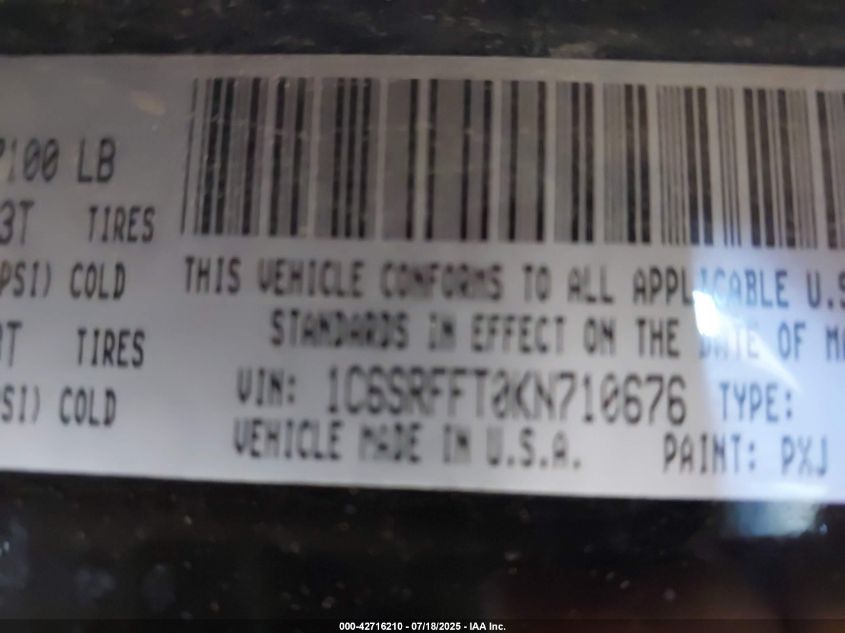 7100 LB
3T TIRES
PSI) COLD
THIS VEHICLE CONFORMS TO ALL APPLICABLE U.S
STANDARDS IN EFFECT ON THE DATE OF MA
T TIRES
SI) COLD
VIN: 1C6SRFFT0KN710676 TYPE:
VEHICLE MADE IN U.S.A. PAINT: PXJ
000-42716210 - 07/18/2025 - IAA Inc.